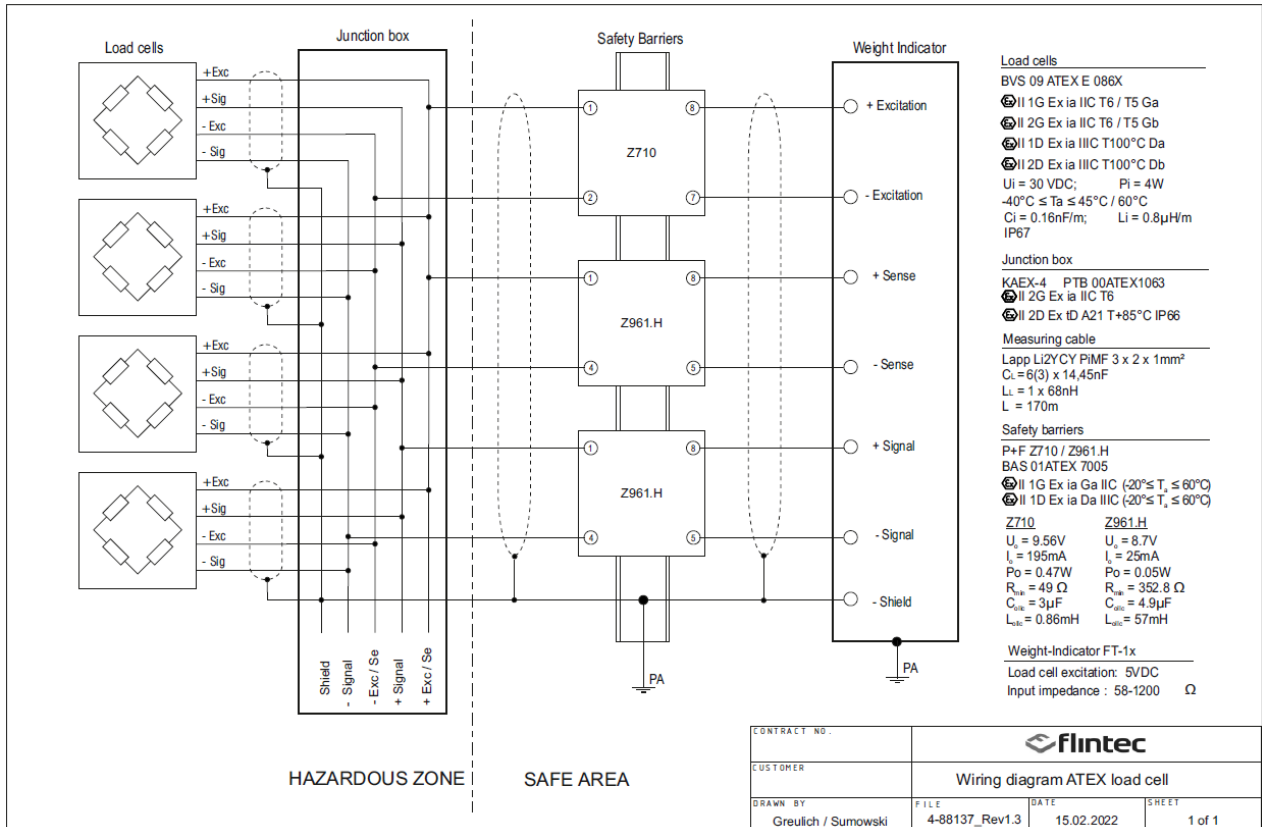 Load cells
Junction box
Safety Barriers
Weight Indicator
+Exc
+Sig
- Exc
- Sig
+Exc
+Sig
- Exc
- Sig
+Exc
+Sig
- Exc
- Sig
+Exc
+Sig
- Exc
- Sig
Shield
- Signal
- Exc / Se
+ Signal
+ Exc / Se
1
8
Z710
2
7
1
8
Z961.H
4
5
1
8
Z961.H
4
5
PA
+ Excitation
- Excitation
+ Sense
- Sense
+ Signal
- Signal
- Shield
PA
HAZARDOUS ZONE
SAFE AREA
Load cells
BVS 09 ATEX E 086X
Ex II 1G Ex ia IIC T6 / T5 Ga
Ex II 2G Ex ia IIC T6 / T5 Gb
Ex II 1D Ex ia IIIC T100°C Da
Ex II 2D Ex ia IIIC T100°C Db
Ui = 30 VDC; Pi = 4W
-40°C ≤ Ta ≤ 45°C / 60°C
Ci = 0.16nF/m; Li = 0.8µH/m
IP67
Junction box
KAEX-4 PTB 00ATEX1063
Ex II 2G Ex ia IIC T6
Ex II 2D Ex tD A21 T+85°C IP66
Measuring cable
Lapp Li2YCY PiMF 3 x 2 x 1mm²
CL=6(3) x 14,45nF
LL = 1 x 68nH
L = 170m
Safety barriers
P+F Z710 / Z961.H
BAS 01ATEX 7005
Ex II 1G Ex ia Ga IIC (-20°≤ Ta ≤ 60°C)
Ex II 1D Ex ia Da IIIC (-20°≤ Ta ≤ 60°C)
Z710 Z961.H
Uo = 9.56V Uo = 8.7V
Io = 195mA Io = 25mA
Po = 0.47W Po = 0.05W
Rmin = 49 Ω Rmin = 352.8 Ω
CoIIC = 3µF CoIIC = 4.9µF
LoIIC = 0.86mH LoIIC = 57mH
Weight-Indicator FT-1x
Load cell excitation: 5VDC
Input impedance : 58-1200 Ω
CONTRACT NO.
flintec
CUSTOMER
Wiring diagram ATEX load cell
DRAWN BY
Greulich / Sumowski
FILE
4-88137_Rev1.3
DATE
15.02.2022
SHEET
1 of 1